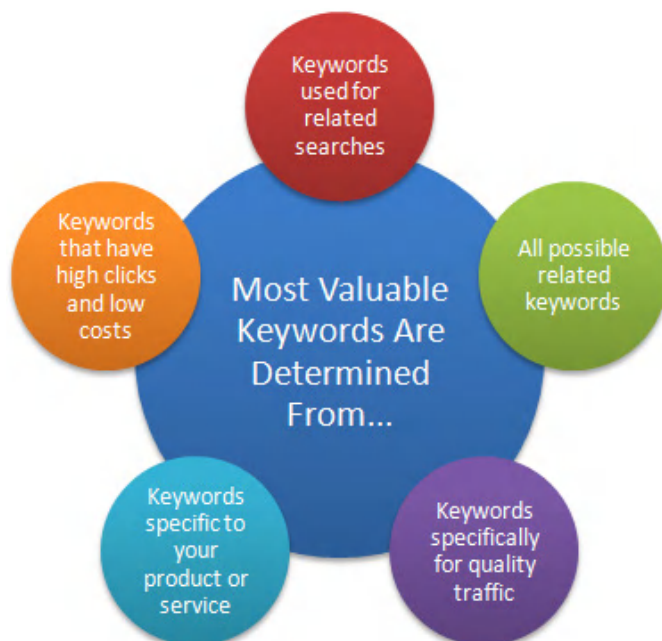 Keywords
used for
related
searches
All possible
related
keywords
Keywords
specifically
for quality
traffic
Keywords
specific to
your
product or
service
Keywords
that have
high clicks
and low
costs
Most Valuable
Keywords Are
Determined
From...